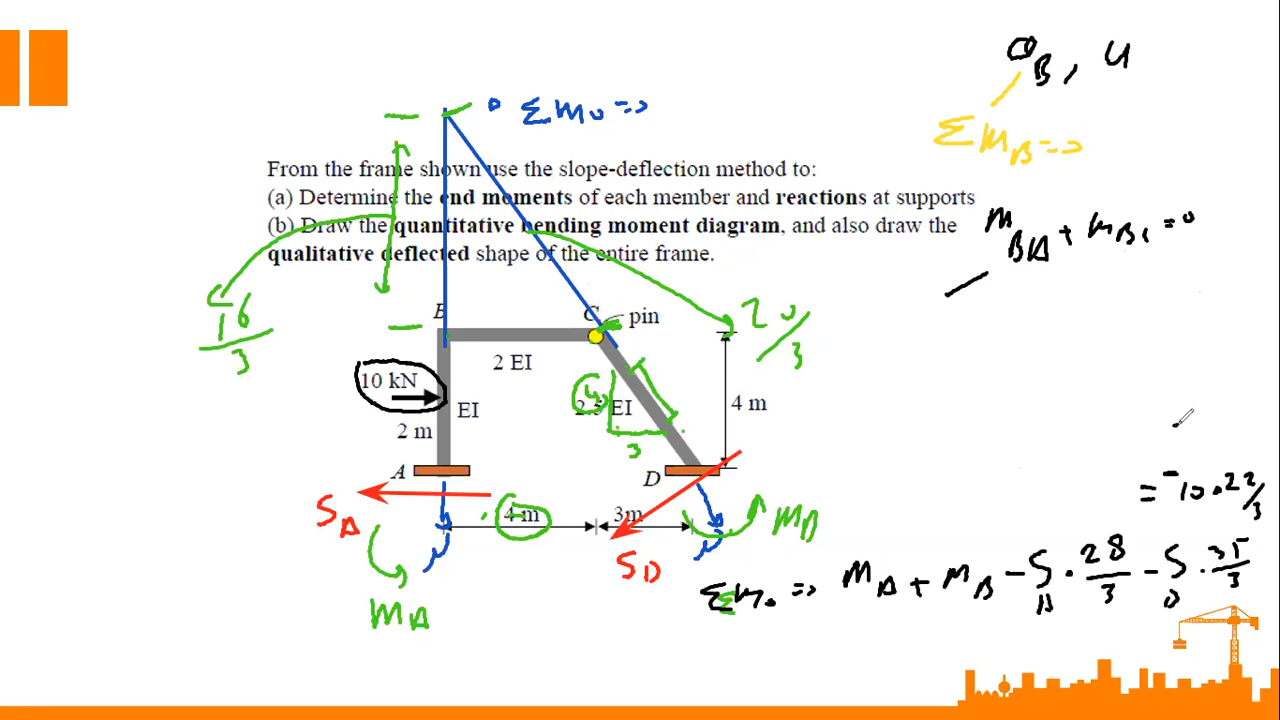 θB, u
ΣMB=>0
ΣMo=>
From the frame shown use the slope-deflection method to:
(a) Determine the end moments of each member and reactions at supports
(b) Draw the quantitative bending moment diagram, and also draw the
qualitative deflected shape of the entire frame.
MBA + MBC = 0
16/3
20/3
B
C
pin
2 EI
10 kN
EI
2.5 EI
4
3
4 m
2 m
A
D
SA
4 m
3m
MA
MD
SD
= -10.22/3
ΣMo => MA + MD - SA . 28/3 - SD . 35/3